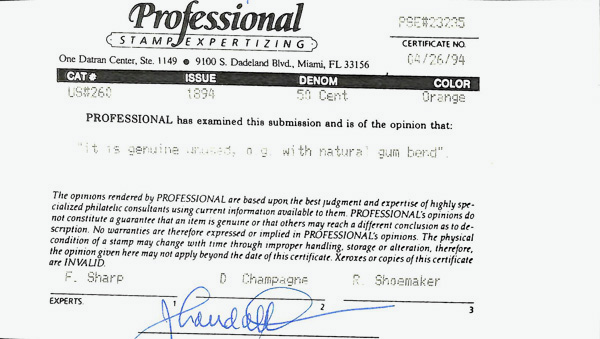 Professional
STAMP EXPERTIZING
PSE#23235
CERTIFICATE NO.
One Datran Center, Ste. 1149 ● 9100 S. Dadeland Blvd., Miami, FL 33156
04/26/94
CAT # ISSUE DENOM COLOR
US#260 1894 50 Cent Orange
PROFESSIONAL has examined this submission and is of the opinion that:
"it is genuine unused, o.g. with natural gum bend".
The opinions rendered by PROFESSIONAL are based upon the best judgment and expertise of highly spe-
cialized philatelic consultants using current information available to them. PROFESSIONAL's opinions do
not constitute a guarantee that an item is genuine or that others may reach a different conclusion as to de-
scription. No warranties are therefore expressed or implied in PROFESSIONAL's opinions. The physical
condition of a stamp may change with time through improper handling, storage or alteration, therefore,
the opinion given here may not apply beyond the date of this certificate. Xeroxes or copies of this certificate
are INVALID.
F. Sharp D Champagne R. Shoemaker
EXPERTS 1 2 3